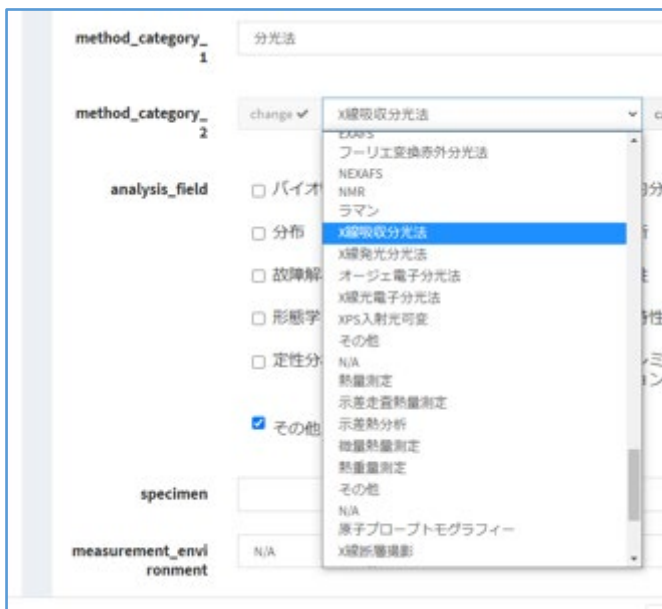 method_category_
1
分光法
method_category_
2
change
X線吸収分光法
EXAFS
フーリエ変換赤外分光法
NEXAFS
NMR
ラマン
X線吸収分光法
X線発光分光法
オージェ電子分光法
X線光電子分光法
XPS入射光可変
その他
N/A
熱量測定
示差走査熱量測定
示差熱分析
微量熱量測定
熱重量測定
その他
N/A
原子プローブトモグラフィー
X線断層撮影
analysis_field
バイオ
分布
故障解
形態学
定性分
その他
specimen
measurement_envi
ronment
N/A